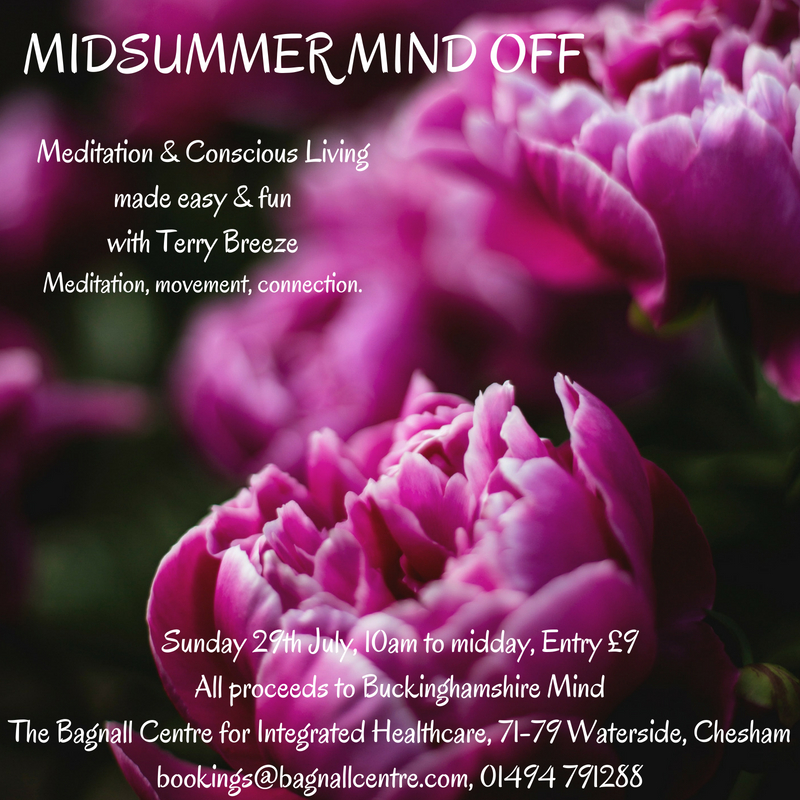 MIDSUMMER MIND OFF
Meditation & Conscious Living
made easy & fun
with Terry Breeze
Meditation, movement, connection.
Sunday 29th July, 10am to midday, Entry £9
All proceeds to Buckinghamshire Mind
The Bagnall Centre for Integrated Healthcare, 71-79 Waterside, Chesham
bookings@bagnallcentre.com, 01494 791288